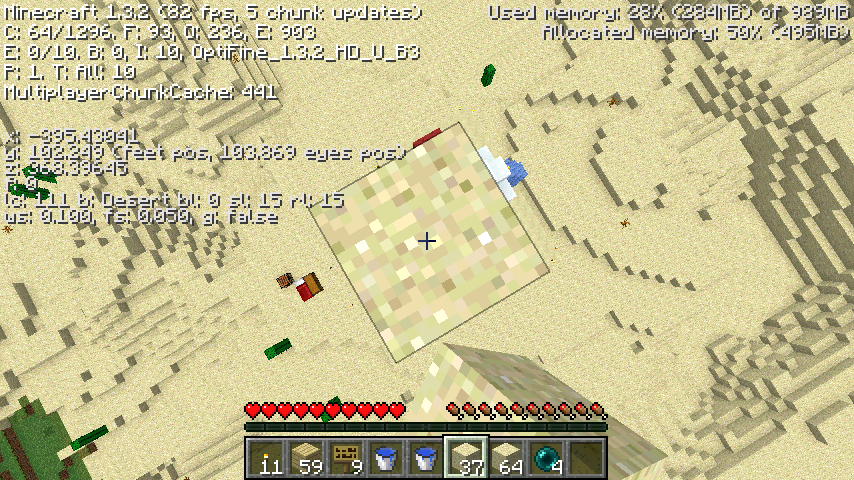 Minecraft 1.3.2 (82 fps, 5 chunk updates)
Used memory: 28% (284MB) of 989MB
C: 64/1296, F: 93, O: 236, E: 903
Allocated memory: 50% (495MB)
E: 0/10, B: 0, I: 10, OptiFine_1.3.2_HD_U_B3
P: 1, T: All: 10
MultiplayerChunkCache: 441
x: -395.43041
y: 102.249 (feet pos, 103.869 eyes pos)
f: 0
lc: 111 b: Desert bl: 0 sl: 15 rl: 15
ws: 0.100, fs: 0.050, g: false
11 59 9 37 64 4